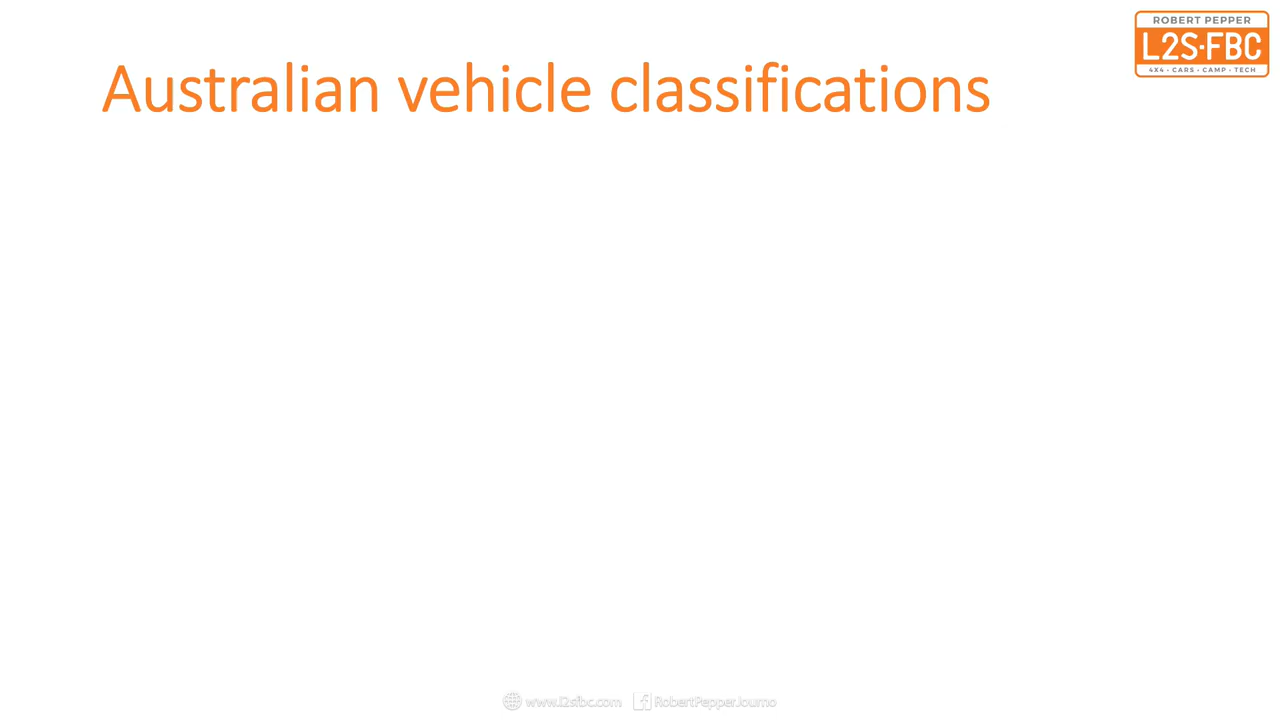 ROBERT PEPPER
L2S·FBC
4X4 • CARS • CAMP • TECH
Australian vehicle classifications
www.l2sfbc.com RobertPepperJourno